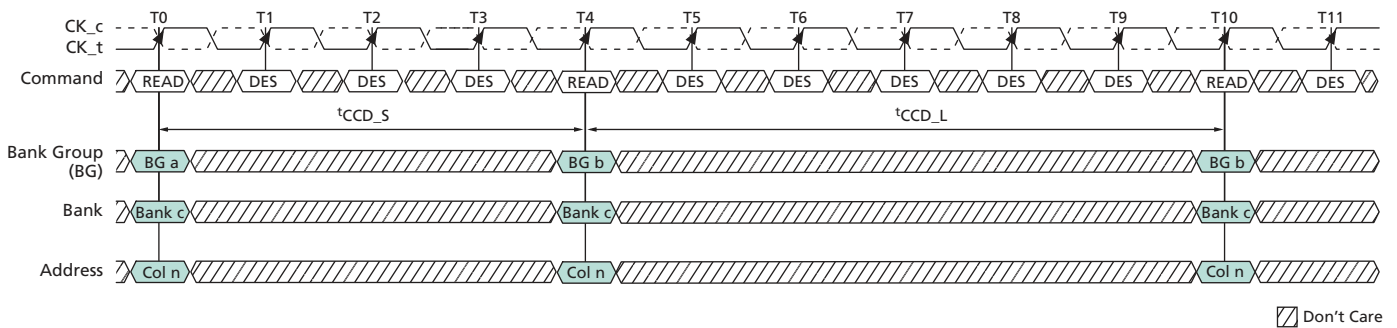 T0 T1 T2 T3 T4 T5 T6 T7 T8 T9 T10 T11
CK_c
CK_t
Command READ DES DES DES READ DES DES DES DES DES READ DES
tCCD_S tCCD_L
Bank Group
(BG)
BG a BG b BG b
Bank Bank c Bank c Bank c
Address Col n Col n Col n
Don't Care